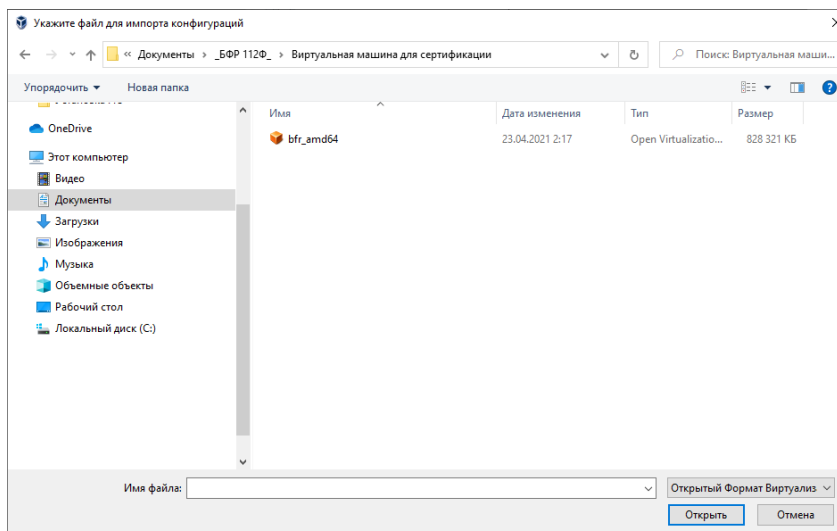 Укажите файл для импорта конфигураций
« Документы › _БФР 112Ф_ › Виртуальная машина для сертификации
Поиск: Виртуальная маши...
Упорядочить
Новая папка
Имя
Дата изменения
Тип
Размер
bfr_amd64
23.04.2021 2:17
Open Virtualizatio...
828 321 КБ
OneDrive
Этот компьютер
Видео
Документы
Загрузки
Изображения
Музыка
Объемные объекты
Рабочий стол
Локальный диск (C:)
Имя файла:
Открытый Формат Виртуализ
Открыть
Отмена